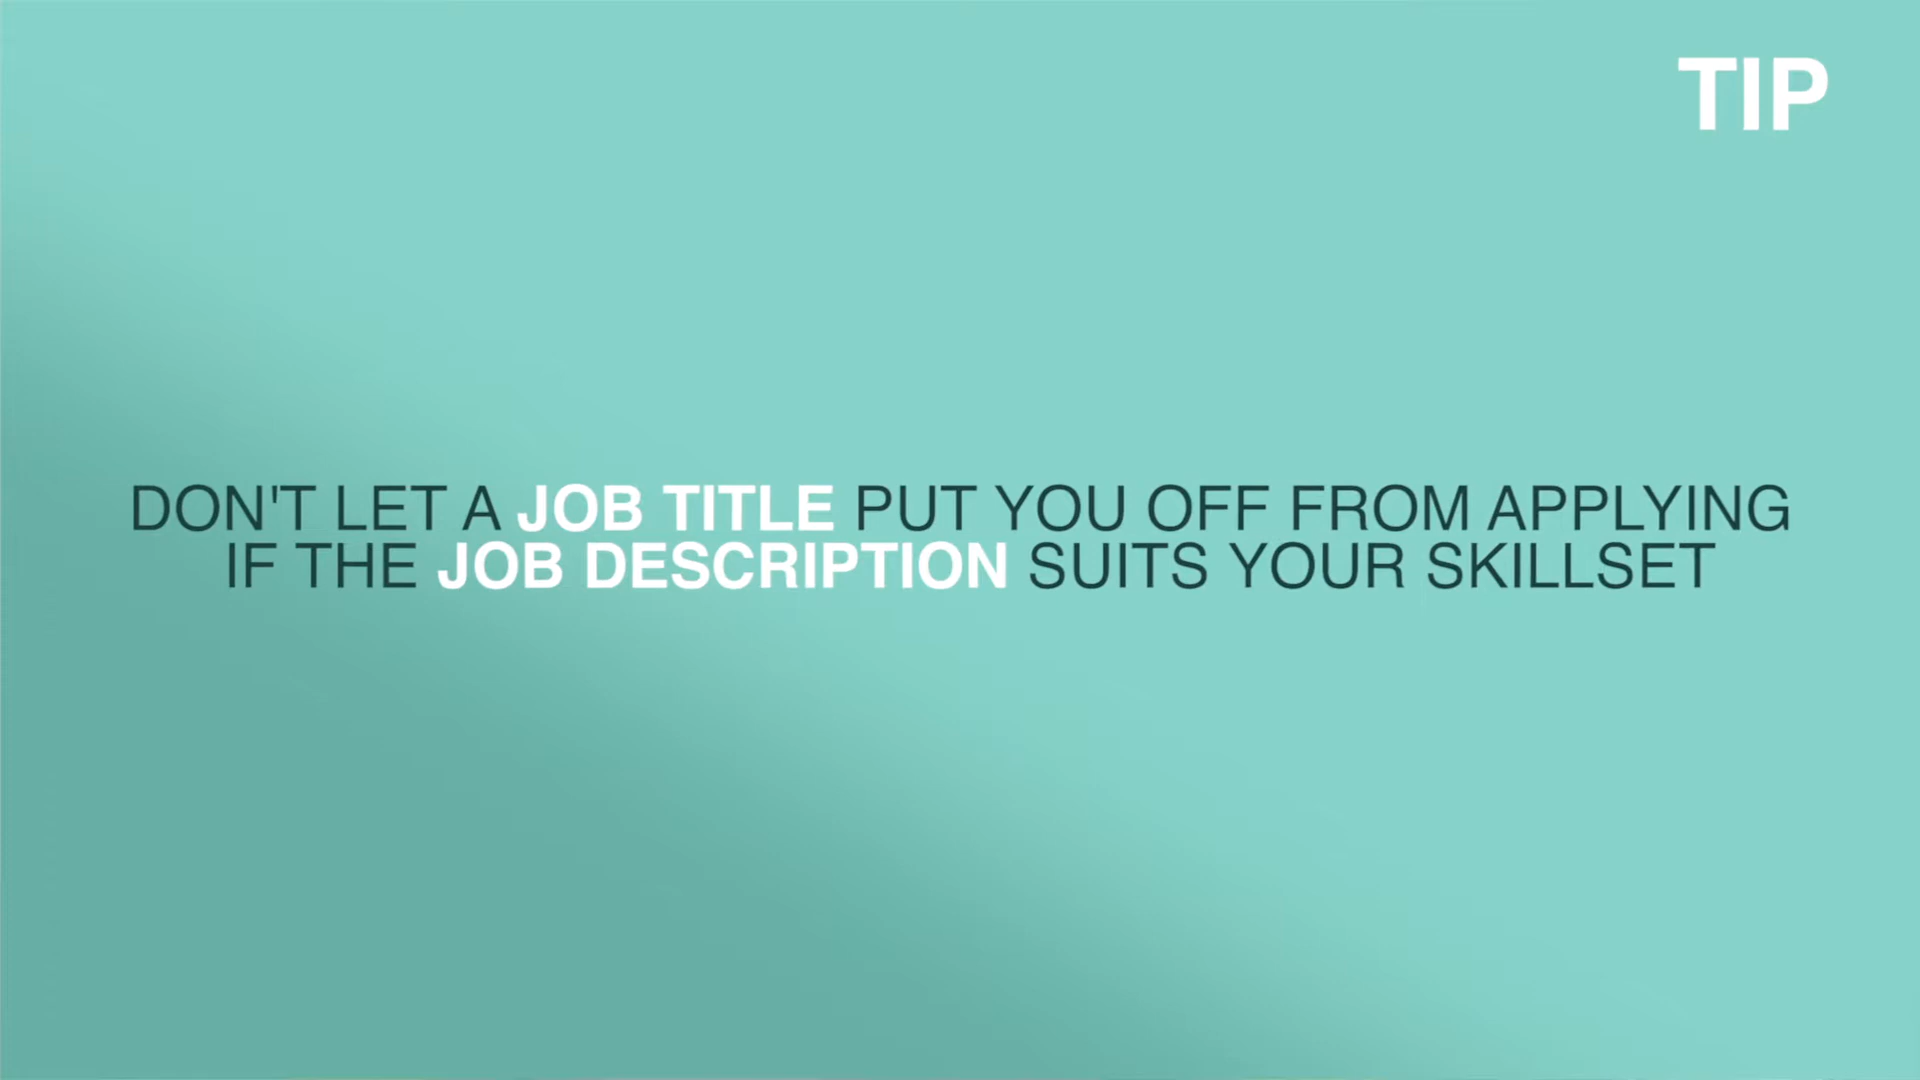 TIP
DON'T LET A JOB TITLE PUT YOU OFF FROM APPLYING
IF THE JOB DESCRIPTION SUITS YOUR SKILLSET